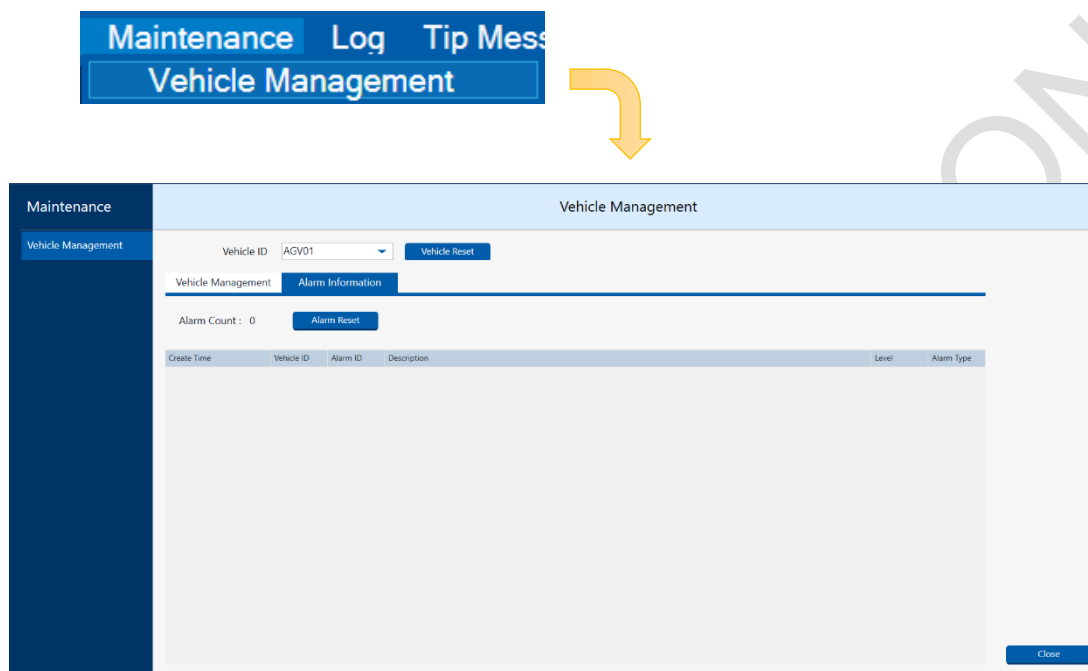 Maintenance Log Tip Mess
Vehicle Management
Maintenance
Vehicle Management
Vehicle Management
Vehicle ID AGV01 Vehicle Reset
Vehicle Management Alarm Information
Alarm Count : 0 Alarm Reset
Create Time Vehicle ID Alarm ID Description Level Alarm Type
Close